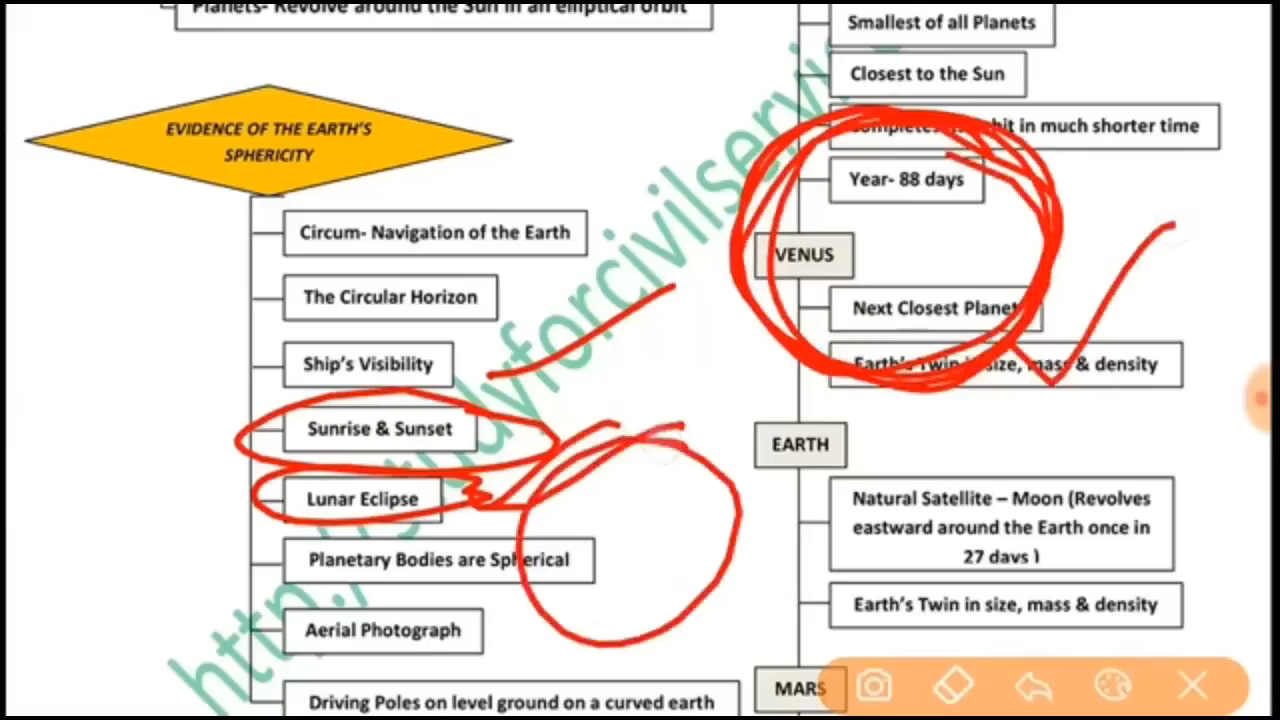 Planets- Revolve around the Sun in an elliptical orbit
EVIDENCE OF THE EARTH'S
SPHERICITY
Circum- Navigation of the Earth
The Circular Horizon
Ship's Visibility
Sunrise & Sunset
Lunar Eclipse
Planetary Bodies are Spherical
Aerial Photograph
Driving Poles on level ground on a curved earth
Smallest of all Planets
Closest to the Sun
in much shorter time
Year- 88 days
VENUS
Next Closest Planet
Earth's Twin in size, mass & density
EARTH
Natural Satellite – Moon (Revolves
eastward around the Earth once in
27 days )
Earth's Twin in size, mass & density
MARS